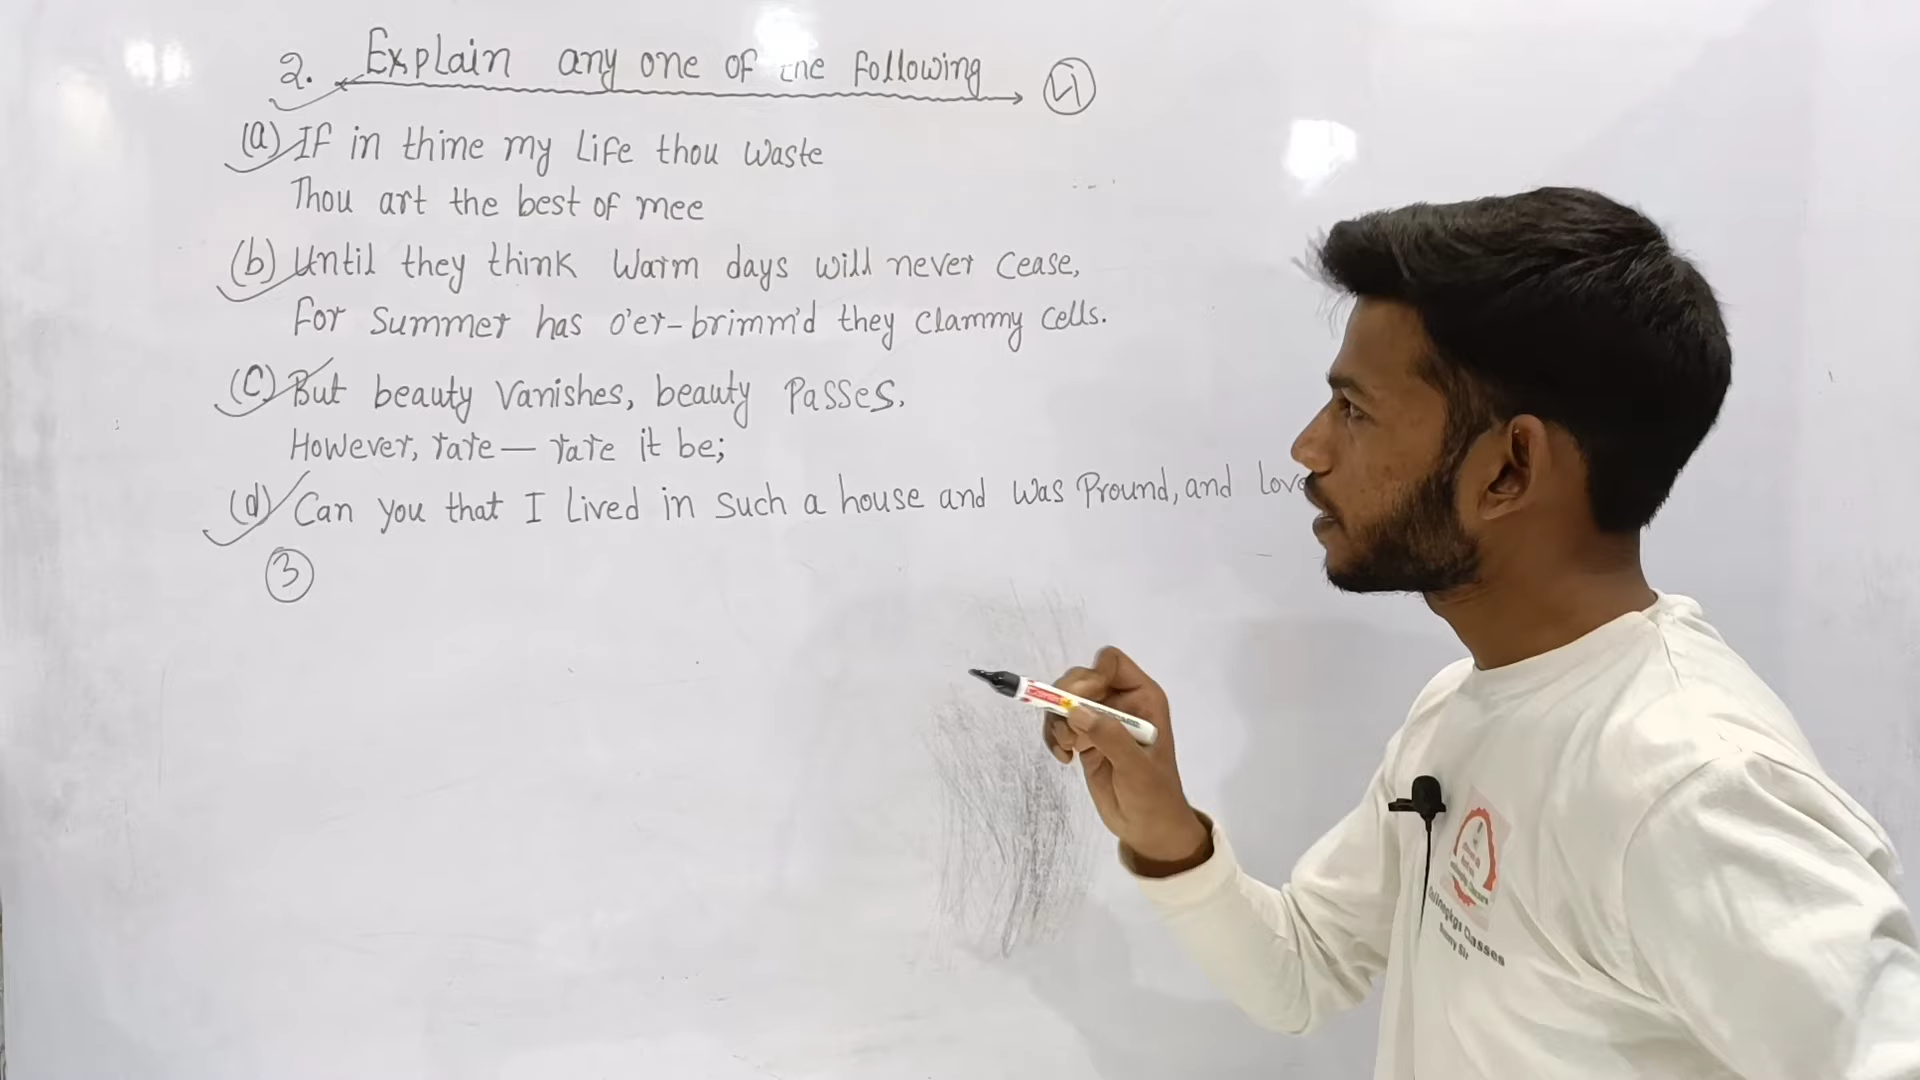 2. Explain any one of the following 4
(a) If in thine my Life thou waste
Thou art the best of mee
(b) Until they think warm days will never cease,
For Summer has o'er-brimm'd they clammy cells.
(c) But beauty Vanishes, beauty Passes.
However, rare— rare it be;
(d) Can you that I Lived in such a house and was Pround, and
3
Classes
Sir